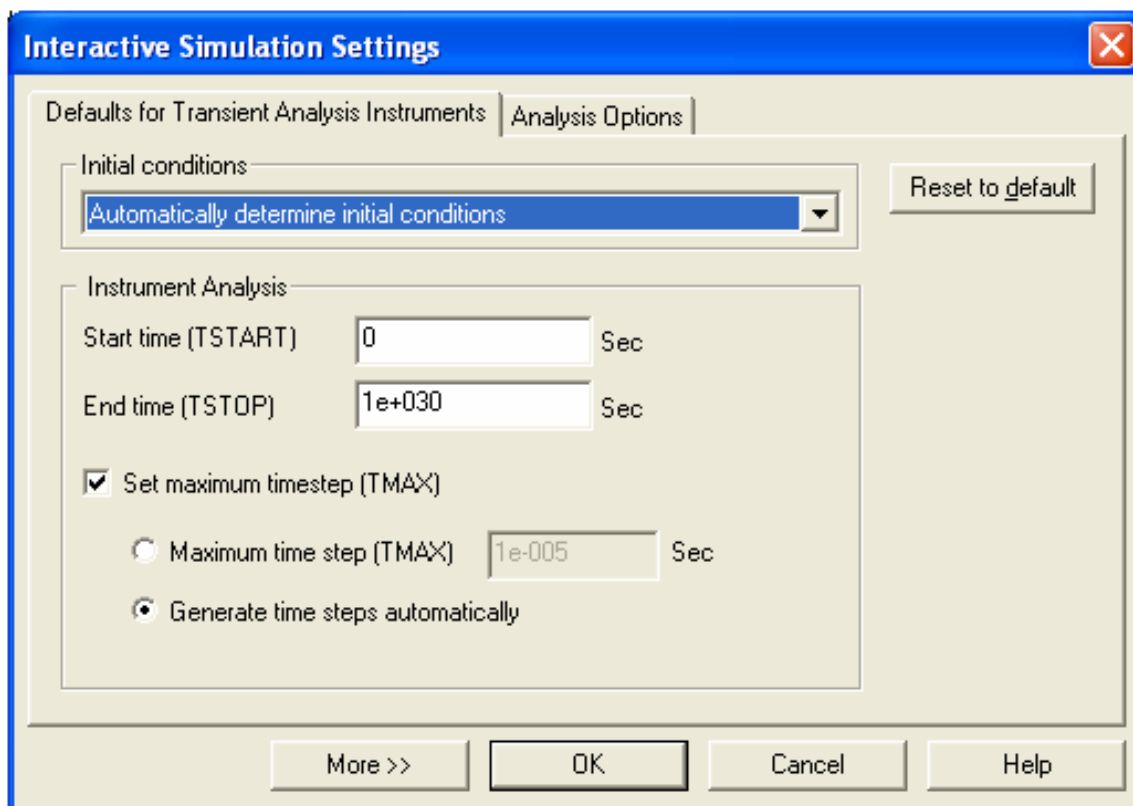 Interactive Simulation Settings
Defaults for Transient Analysis Instruments
Analysis Options
Initial conditions
Automatically determine initial conditions
Reset to default
Instrument Analysis
Start time (TSTART) 0 Sec
End time (TSTOP) 1e+030 Sec
Set maximum timestep (TMAX)
Maximum time step (TMAX) 1e-005 Sec
Generate time steps automatically
More >> OK Cancel Help